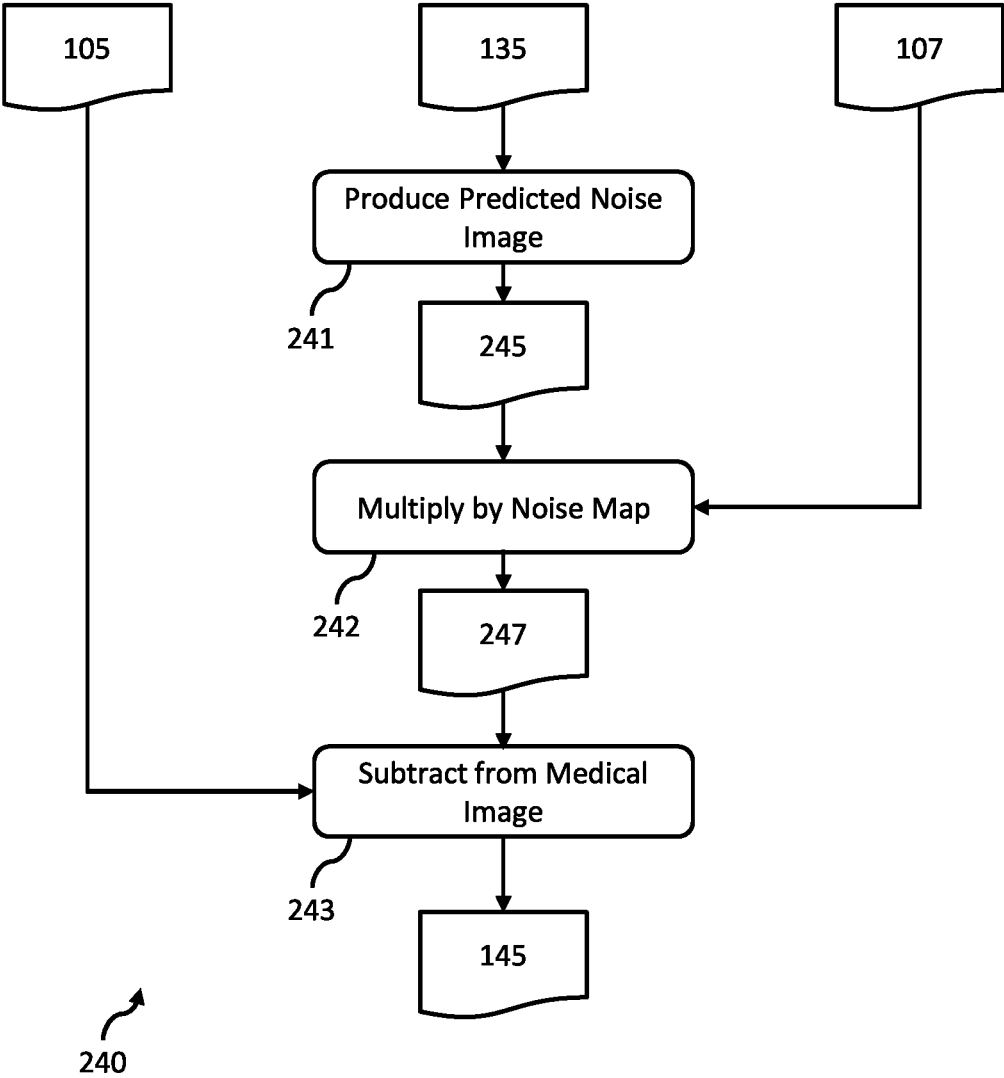 105
135
107
Produce Predicted Noise
Image
241
245
Multiply by Noise Map
242
247
Subtract from Medical
Image
243
145
240